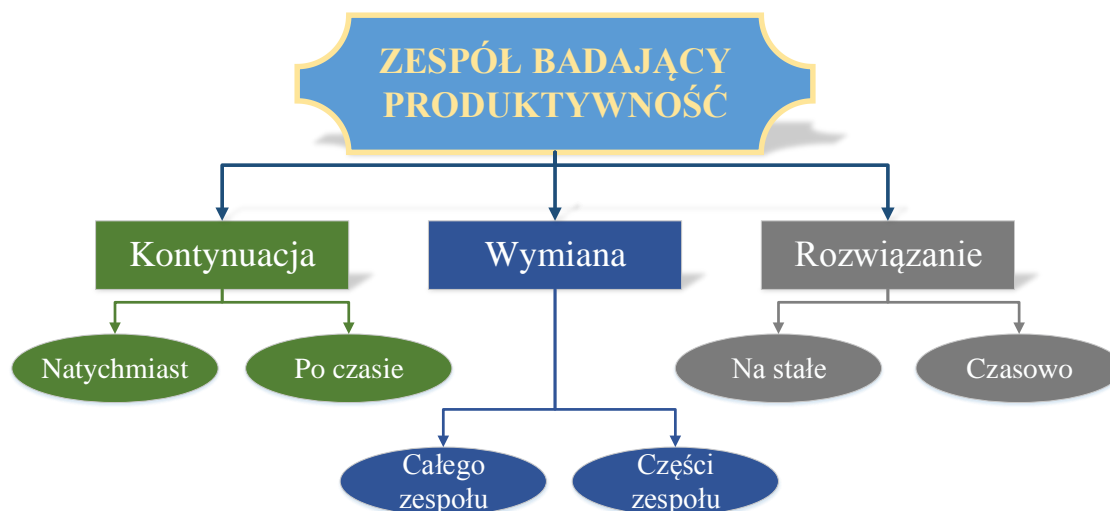 ZESPÓŁ BADAJĄCY
PRODUKTYWNOŚĆ
Kontynuacja
Wymiana
Rozwiązanie
Natychmiast
Po czasie
Na stałe
Czasowo
Całego
zespołu
Części
zespołu